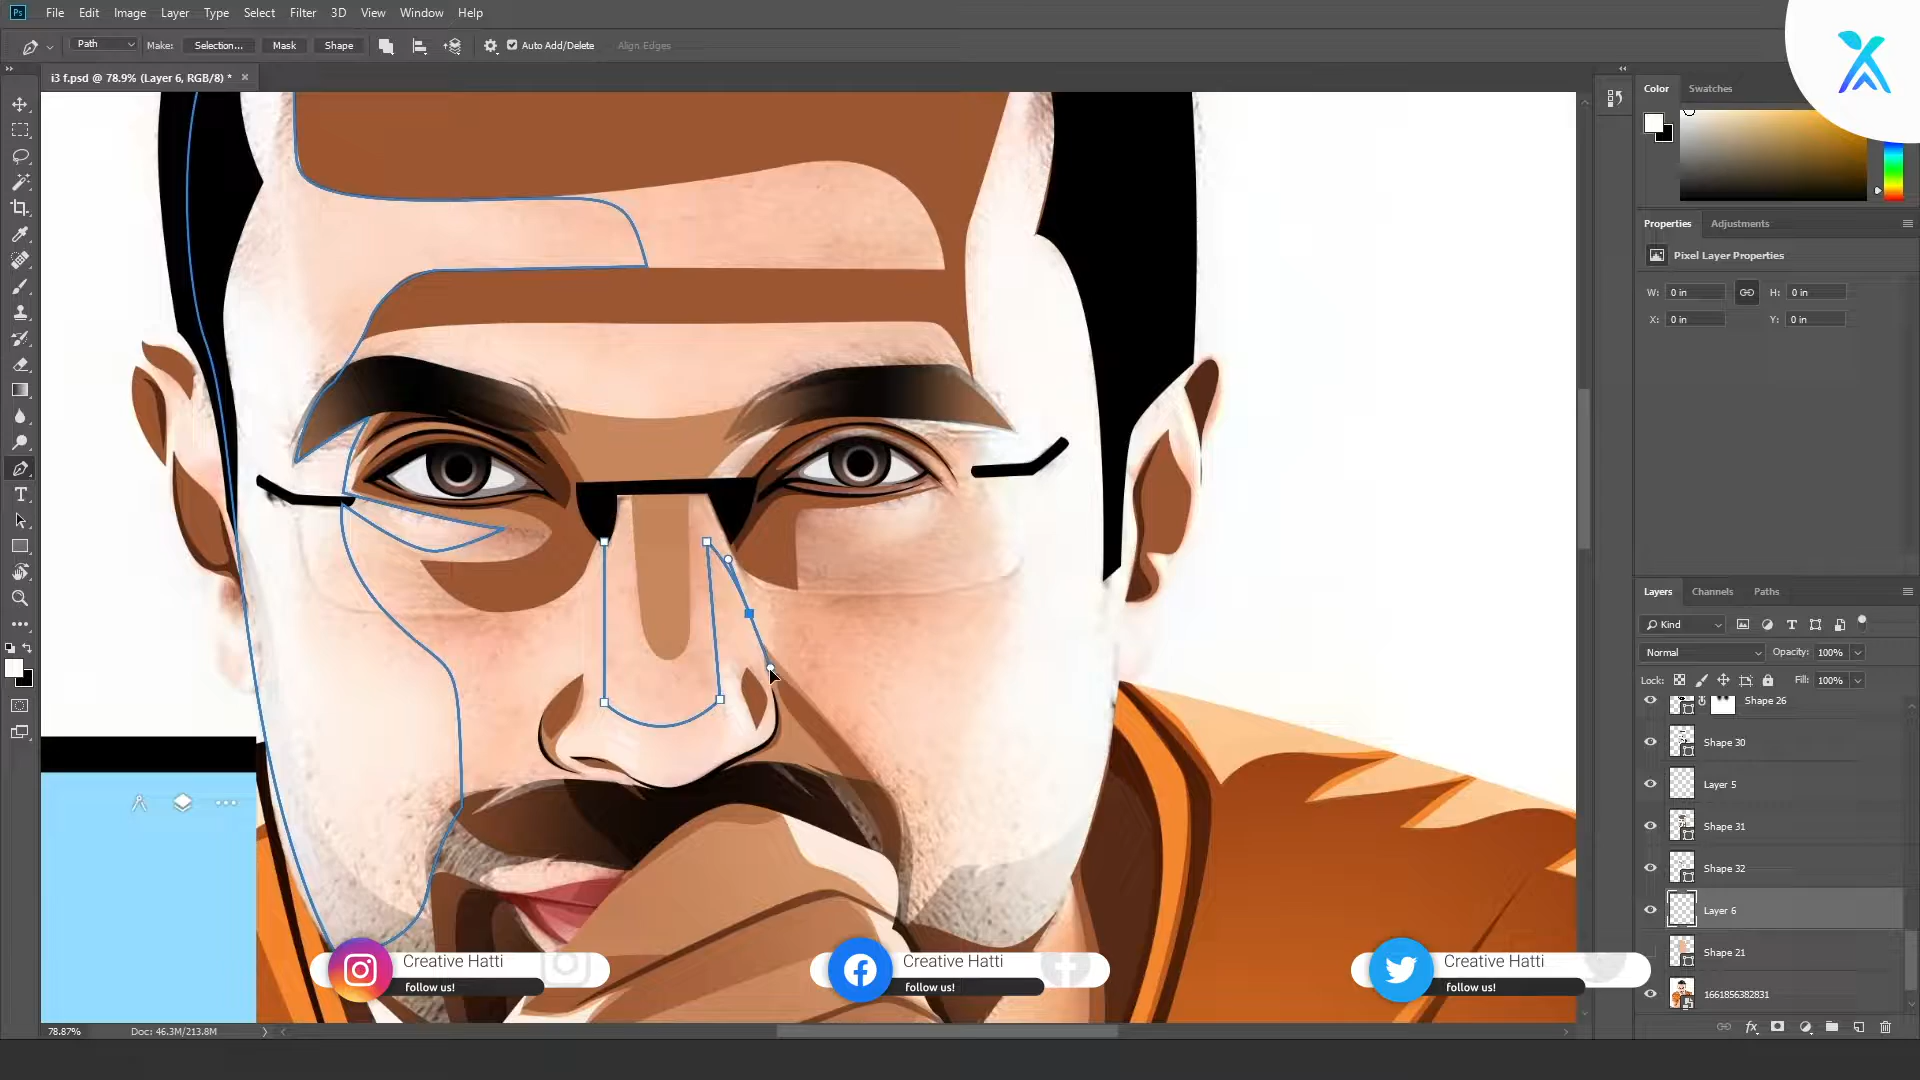 Ps File Edit Image Layer Type Select Filter 3D View Window Help
Path Make: Selection... Mask Shape Auto Add/Delete Align Edges
i3 f.psd @ 78.9% (Layer 6, RGB/8) * ×
Color Swatches
Properties Adjustments
Pixel Layer Properties
W: 0 in H: 0 in
X: 0 in Y: 0 in
Layers Channels Paths
Kind
Normal Opacity: 100%
Lock: Fill: 100%
Shape 26
Shape 30
Layer 5
Shape 31
Shape 32
Layer 6
Shape 21
1661856382831
Creative Hatti
follow us!
Creative Hatti
follow us!
Creative Hatti
follow us!
78.87% Doc: 46.3M/213.8M